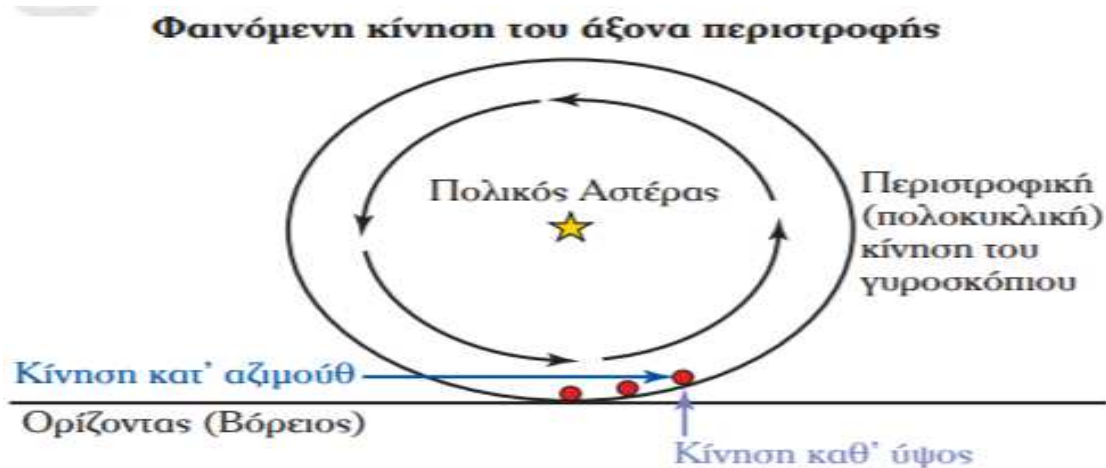 Φαινόμενη κίνηση του άξονα περιστροφής
Πολικός Αστέρας
Περιστροφική
(πολοκυκλική)
κίνηση του
γυροσκόπιου
Κίνηση κατ’ αζιμούθ
Ορίζοντας (Βόρειος)
Κίνηση καθ’ ύψος